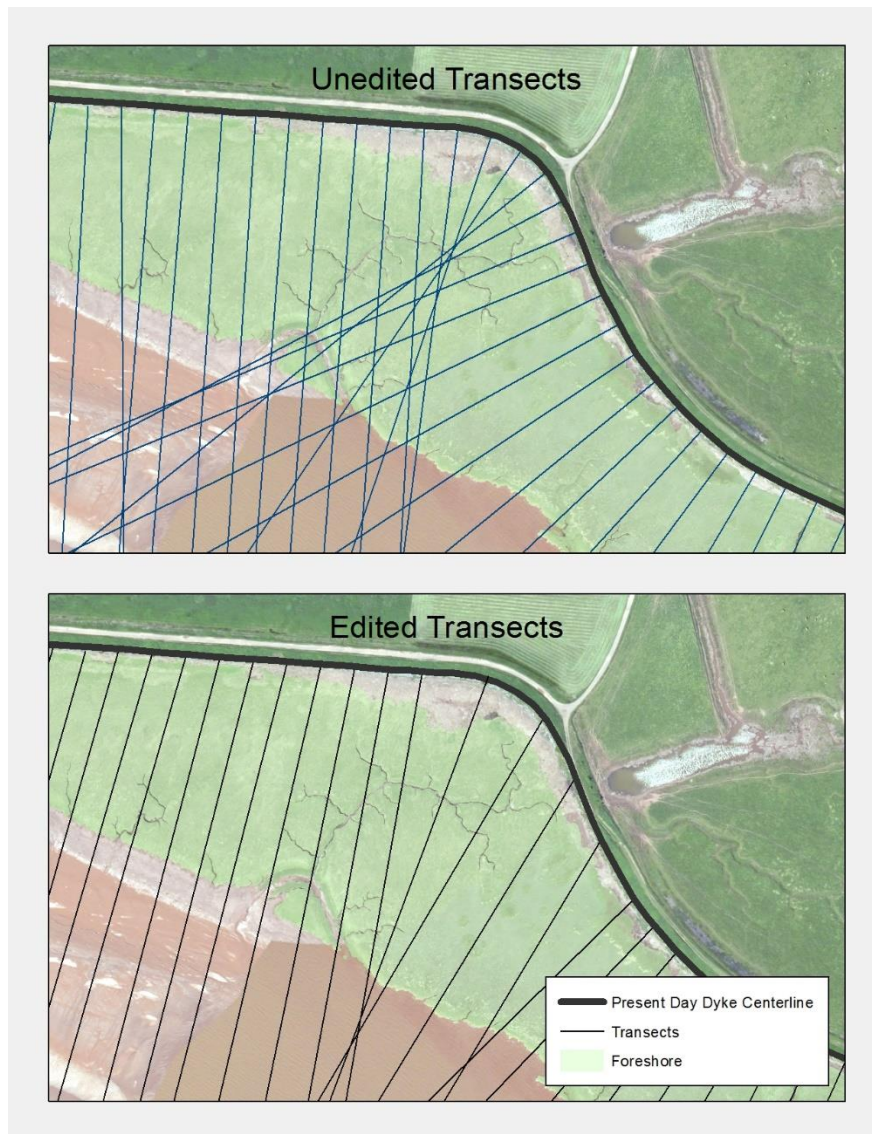 Unedited Transects
Edited Transects
Present Day Dyke Centerline
Transects
Foreshore